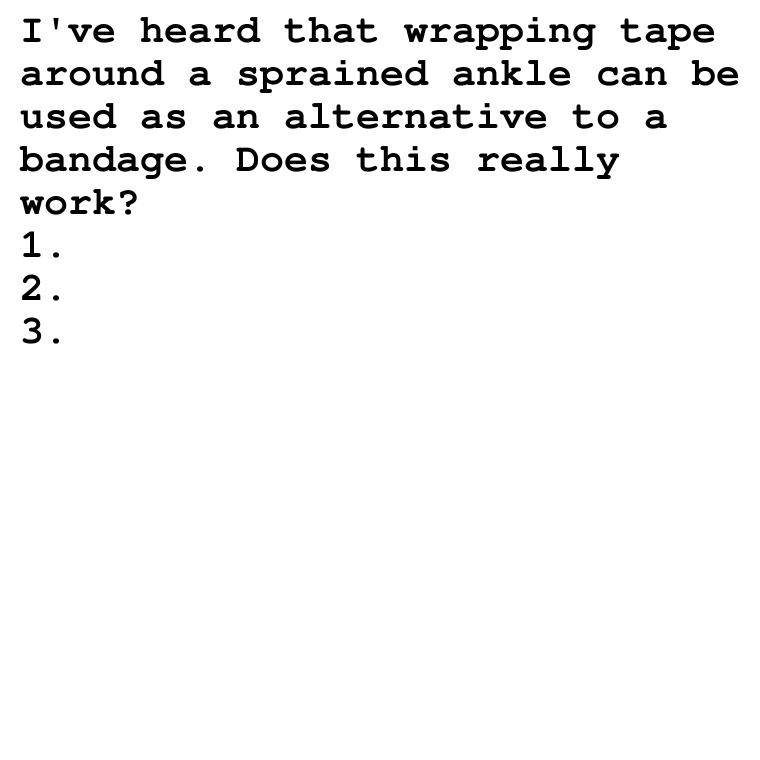 I've heard that wrapping tape
around a sprained ankle can be
used as an alternative to a
bandage. Does this really
work?
1.
2.
3.